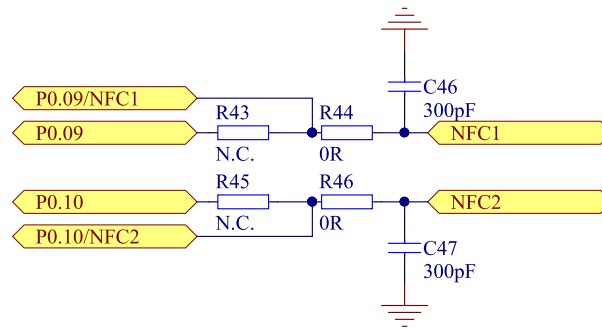 C46
300pF
P0.09/NFC1
R43
R44
P0.09
NFC1
N.C.
0R
R45
R46
P0.10
NFC2
N.C.
0R
P0.10/NFC2
C47
300pF